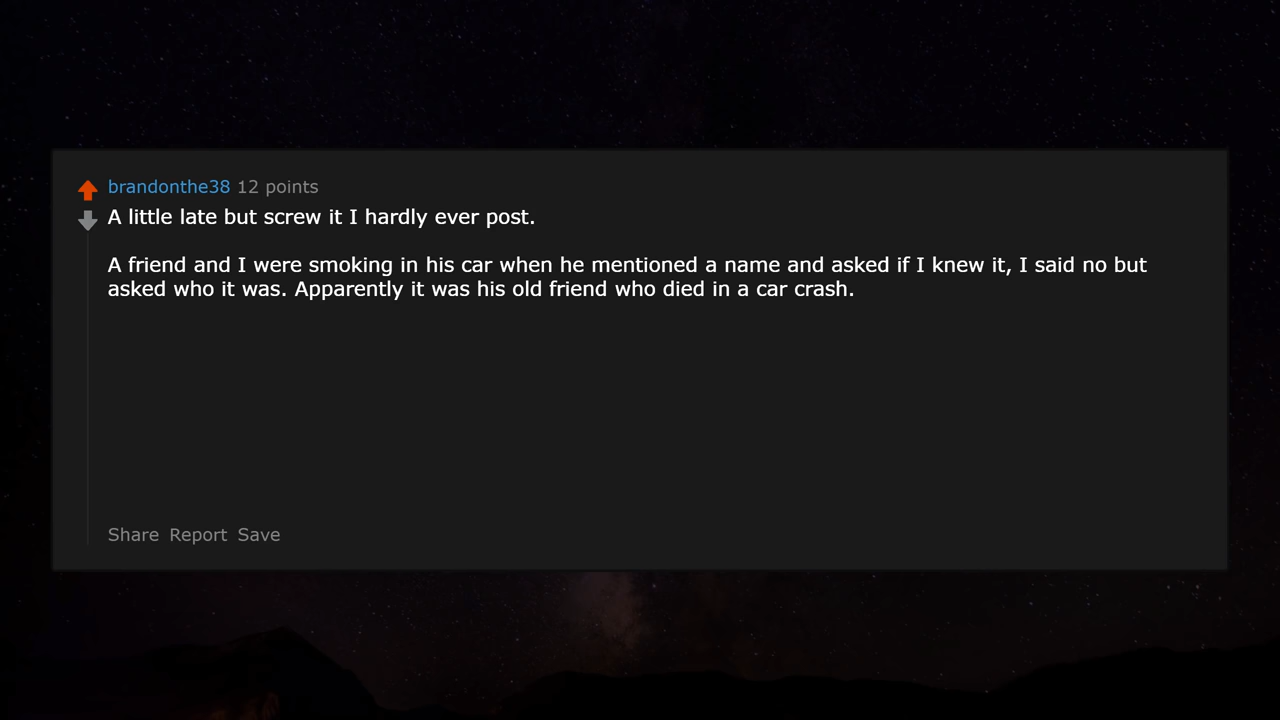 brandonthe38 12 points
A little late but screw it I hardly ever post.
A friend and I were smoking in his car when he mentioned a name and asked if I knew it, I said no but
asked who it was. Apparently it was his old friend who died in a car crash.
Share Report Save